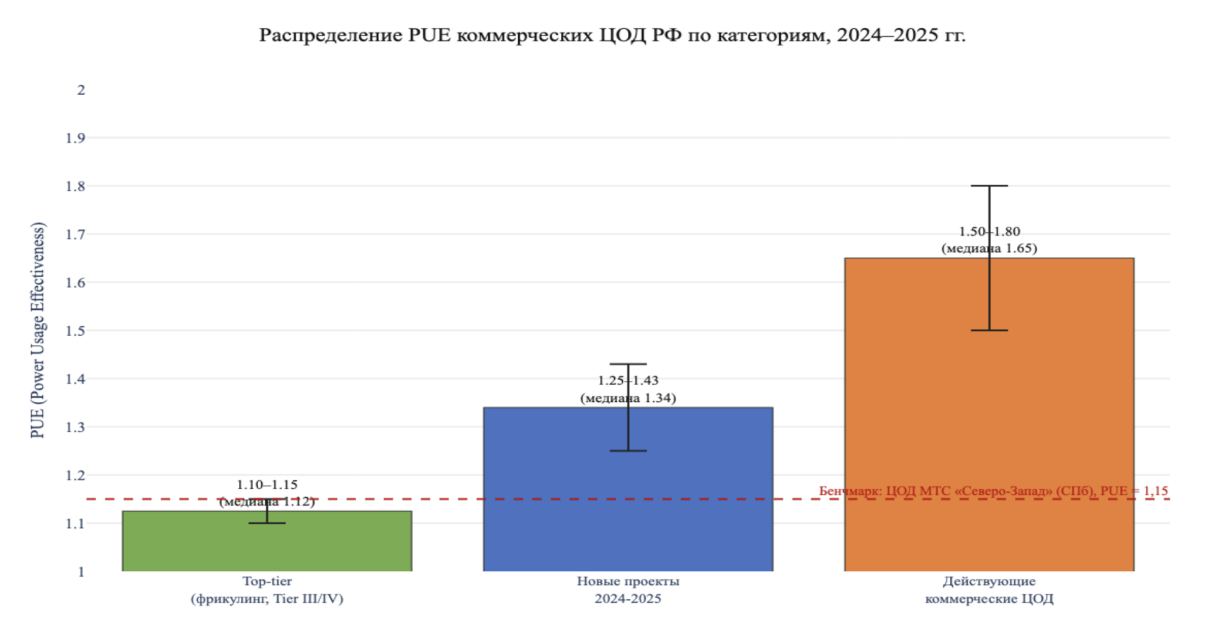 Распределение PUE коммерческих ЦОД РФ по категориям, 2024–2025 гг.
PUE (Power Usage Effectiveness)
2
1.9
1.8
1.7
1.6
1.5
1.4
1.3
1.2
1.1
1
1.10–1.15
(медиана 1.12)
1.25–1.43
(медиана 1.34)
1.50–1.80
(медиана 1.65)
Бенчмарк: ЦОД МТС «Северо-Запад» (СПб), PUE = 1,15
Top-tier
(фрикулинг, Tier III/IV)
Новые проекты
2024-2025
Действующие
коммерческие ЦОД